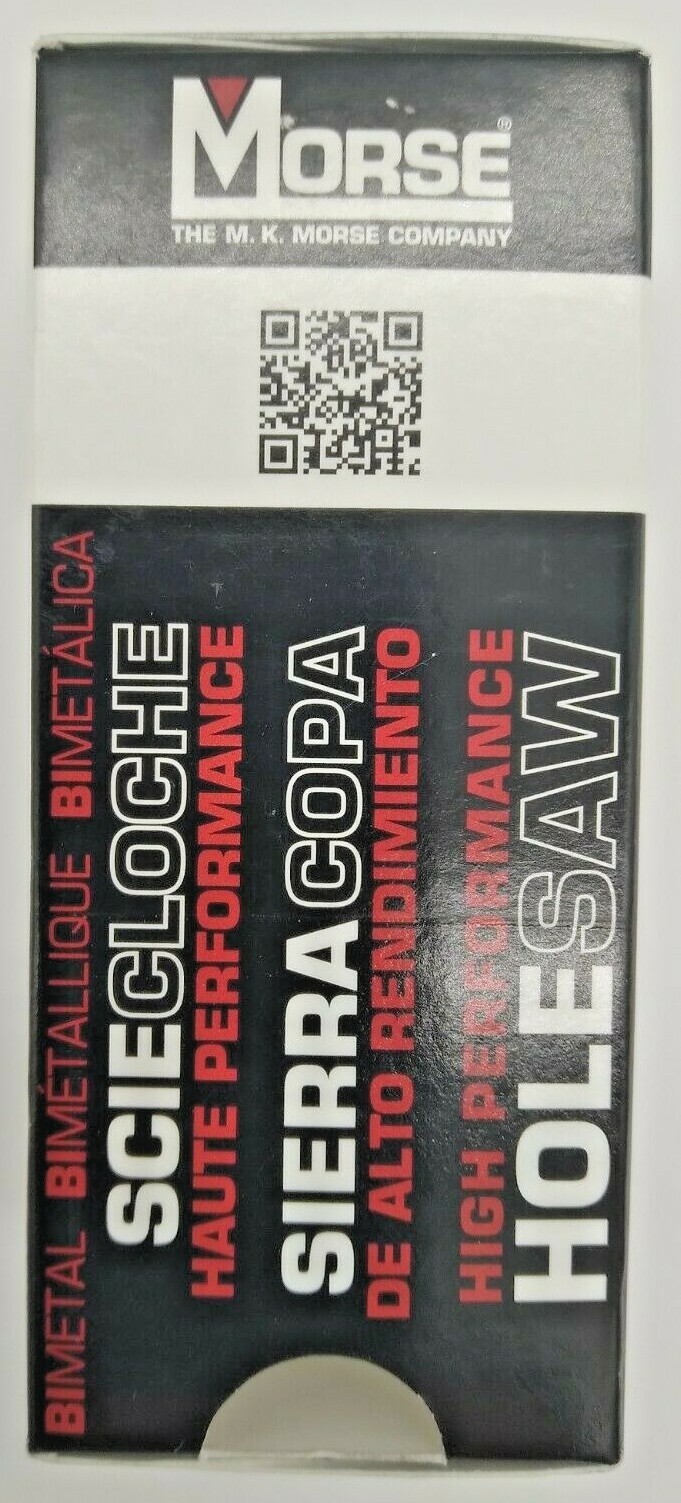 MORSE®
THE M. K. MORSE COMPANY
BIMETAL BIMÉTALLIQUE BIMETÁLICA
SCIECLOCHE
HAUTE PERFORMANCE
SIERRACOPA
DE ALTO RENDIMIENTO
HIGH PERFORMANCE
HOLESAW